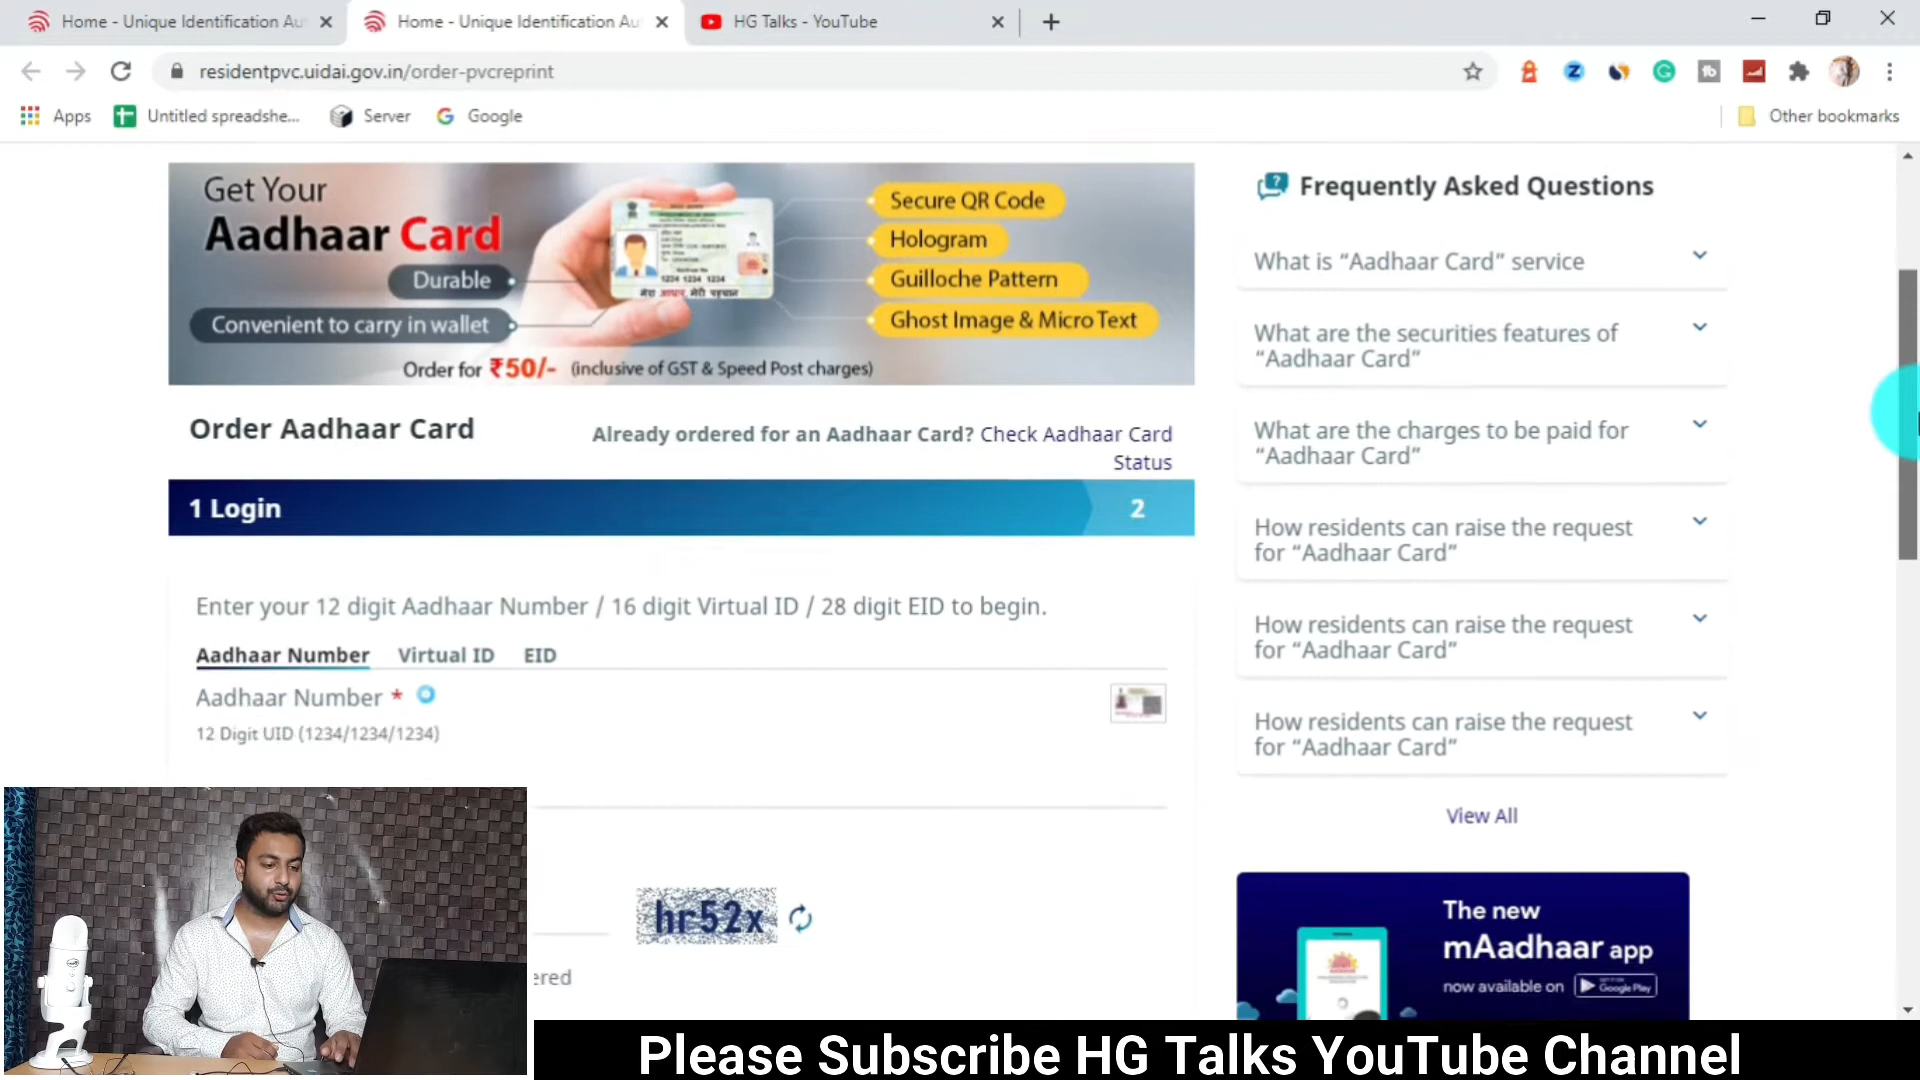 Home - Unique Identification Au
Home - Unique Identification Au
HG Talks - YouTube
residentpvc.uidai.gov.in/order-pvcreprint
Apps
Untitled spreadshe...
Server
Google
Other bookmarks
Get Your
Aadhaar Card
Durable
Convenient to carry in wallet
Secure QR Code
Hologram
Guilloche Pattern
Ghost Image & Micro Text
1234 1234 1234
मेरा आधार, मेरी पहचान
Order for ₹50/- (inclusive of GST & Speed Post charges)
Order Aadhaar Card
Already ordered for an Aadhaar Card? Check Aadhaar Card
Status
1 Login
2
Enter your 12 digit Aadhaar Number / 16 digit Virtual ID / 28 digit EID to begin.
Aadhaar Number
Virtual ID
EID
Aadhaar Number *
12 Digit UID (1234/1234/1234)
hr52x
ered
Frequently Asked Questions
What is “Aadhaar Card” service
What are the securities features of
“Aadhaar Card”
What are the charges to be paid for
“Aadhaar Card”
How residents can raise the request
for “Aadhaar Card”
How residents can raise the request
for “Aadhaar Card”
How residents can raise the request
for “Aadhaar Card”
View All
The new
mAadhaar app
now available on
Google Play
Please Subscribe HG Talks YouTube Channel